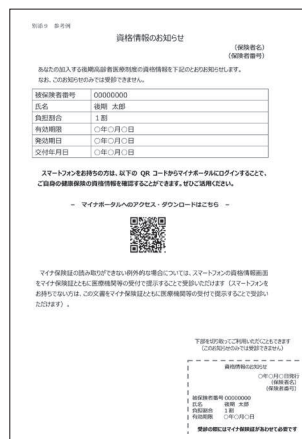 別添９ 参考例
資格情報のお知らせ
（保険者名）
（保険者番号）
あなたの加入する後期高齢者医療制度の資格情報を下記のとおりお知らせします。
なお、このお知らせのみでは受診できません。
被保険者番号 00000000
氏名 後期 太郎
負担割合 １割
有効期限 〇年〇月〇日
発効期日 〇年〇月〇日
交付年月日 〇年〇月〇日
スマートフォンをお持ちの方は、以下の QR コードからマイナポータルにログインすることで、
ご自身の健康保険の資格情報を確認することができます。ぜひご活用ください。
－ マイナポータルへのアクセス・ダウンロードはこちら －
マイナ保険証の読み取りができない例外的な場合については、スマートフォンの資格情報画面
をマイナ保険証とともに医療機関等の受付で提示することで受診いただけます（スマートフォンを
お持ちでない方は、この文書をマイナ保険証とともに医療機関等の受付で提示することで受診い
ただけます）。
下部を切り取ってご利用いただくこともできます
（このお知らせのみでは受診できません）
資格情報のお知らせ
〇年〇月〇日発行
（保険者名）
（保険者番号）
被保険者番号 00000000
氏名 後期 太郎
負担割合 １割
有効期限 〇年〇月〇日
受診の際にはマイナ保険証があわせて必要です